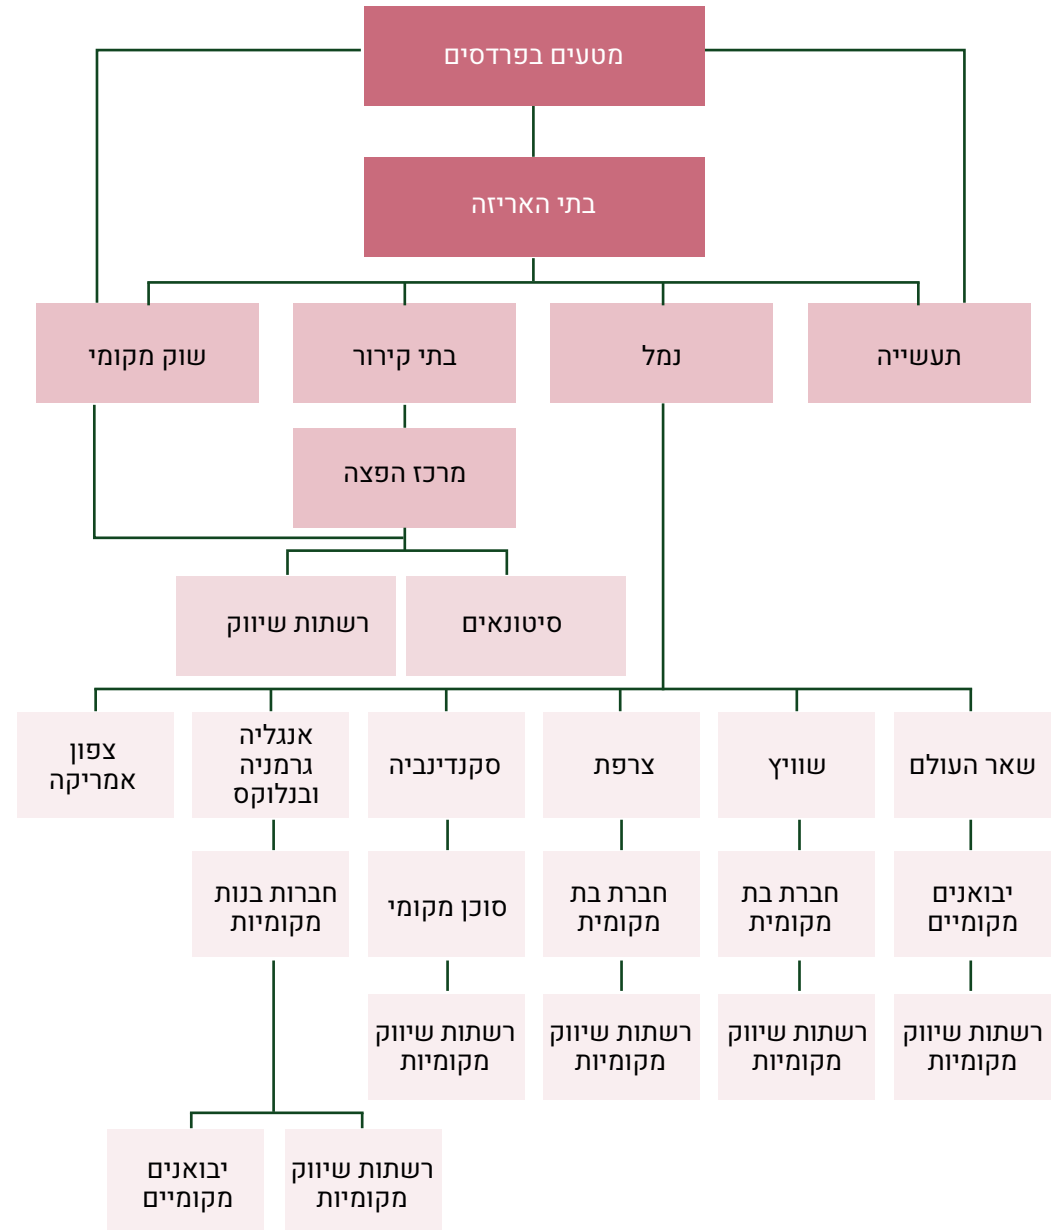 מטעים בפרדסים
בתי האריזה
תעשייה
נמל
בתי קירור
שוק מקומי
מרכז הפצה
סיטונאים
רשתות שיווק
שאר העולם
שוויץ
צרפת
סקנדינביה
אנגליה
גרמניה
ובנלוקס
צפון
אמריקה
יבואנים
מקומיים
חברת בת
מקומית
חברת בת
מקומית
סוכן מקומי
חברות בנות
מקומיות
רשתות שיווק
מקומיות
רשתות שיווק
מקומיות
רשתות שיווק
מקומיות
רשתות שיווק
מקומיות
רשתות שיווק
מקומיות
יבואנים
מקומיים